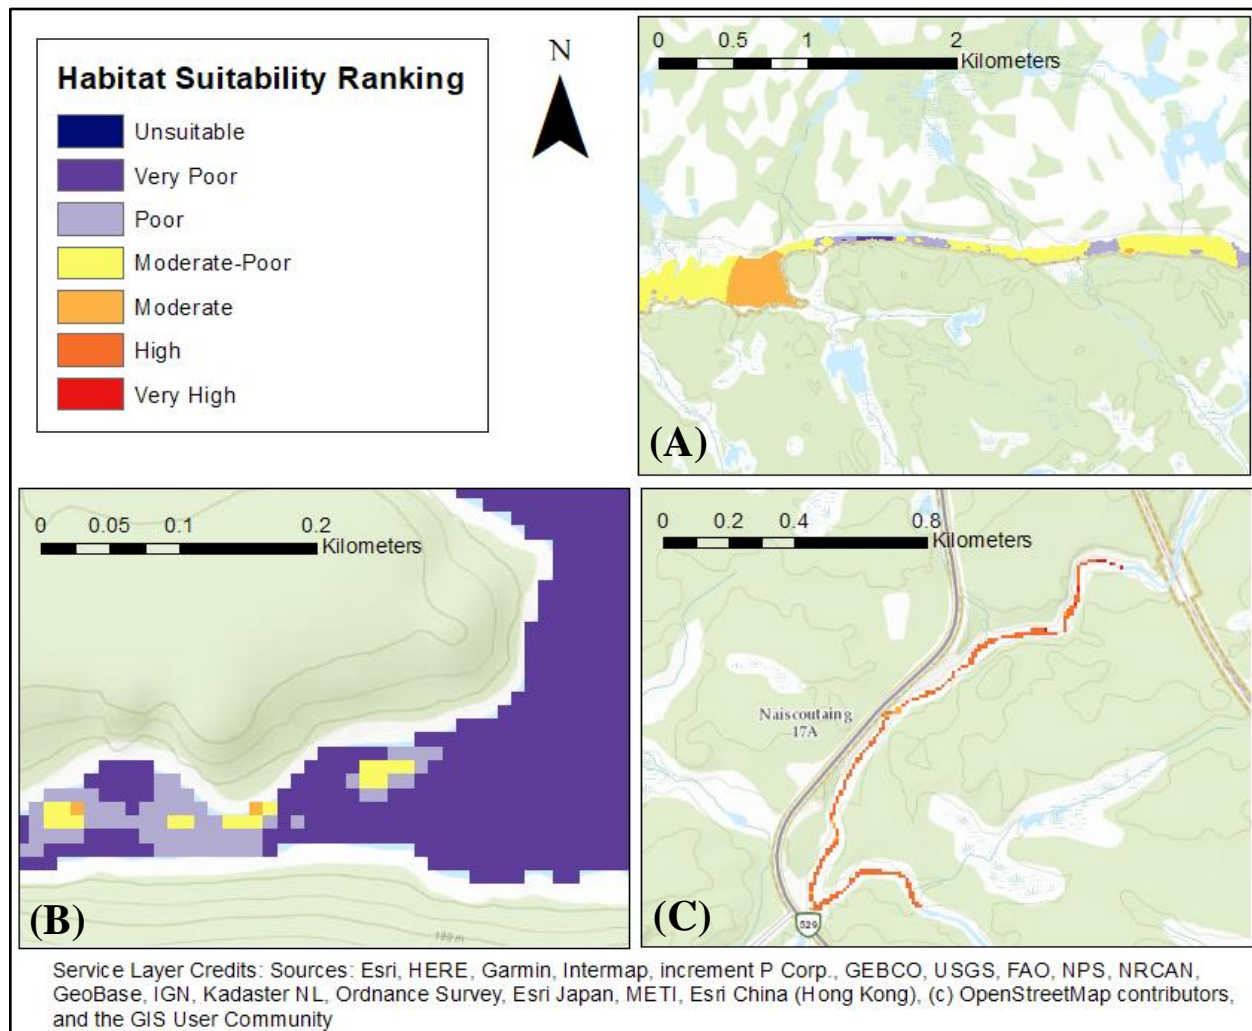 Habitat Suitability Ranking
Unsuitable
Very Poor
Poor
Moderate-Poor
Moderate
High
Very High
N
0 0.5 1 2
Kilometers
(A)
0 0.05 0.1 0.2
Kilometers
180 m
(B)
0 0.2 0.4 0.8
Kilometers
Naiscoutaing
17A
529
(C)
Service Layer Credits: Sources: Esri, HERE, Garmin, Intermap, increment P Corp., GEBCO, USGS, FAO, NPS, NRCAN,
GeoBase, IGN, Kadaster NL, Ordnance Survey, Esri Japan, METI, Esri China (Hong Kong), (c) OpenStreetMap contributors,
and the GIS User Community